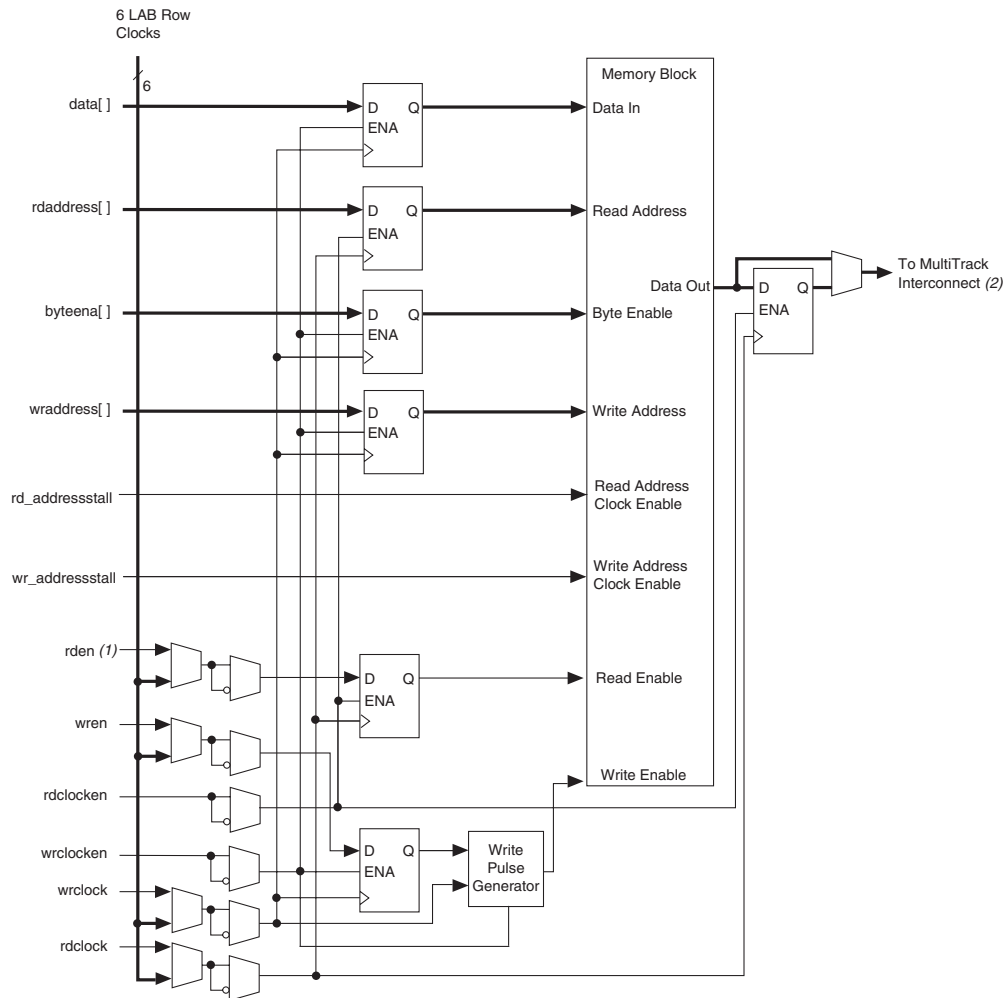 6 LAB Row
Clocks
6
Memory Block
data[ ]
D Q
ENA
Data In
rdaddress[ ]
D Q
ENA
Read Address
To MultiTrack
Interconnect (2)
Data Out
D Q
ENA
byteena[ ]
D Q
ENA
Byte Enable
wraddress[ ]
D Q
ENA
Write Address
rd_addressstall
Read Address
Clock Enable
wr_addressstall
Write Address
Clock Enable
rden (1)
D Q
ENA
Read Enable
wren
Write Enable
rdclocken
wrclocken
D Q
ENA
Write
Pulse
Generator
wrclock
rdclock